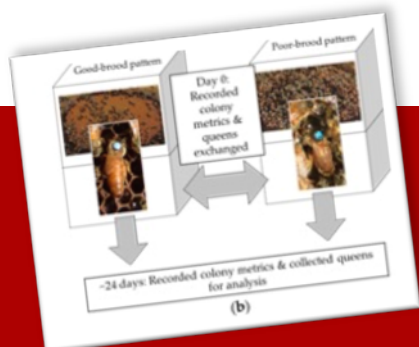 Good-brood pattern
Poor-brood pattern
Day 0:
Recorded
colony
metrics &
queens
exchanged
~24 days: Recorded colony metrics & collected queens
for analysis
(b)